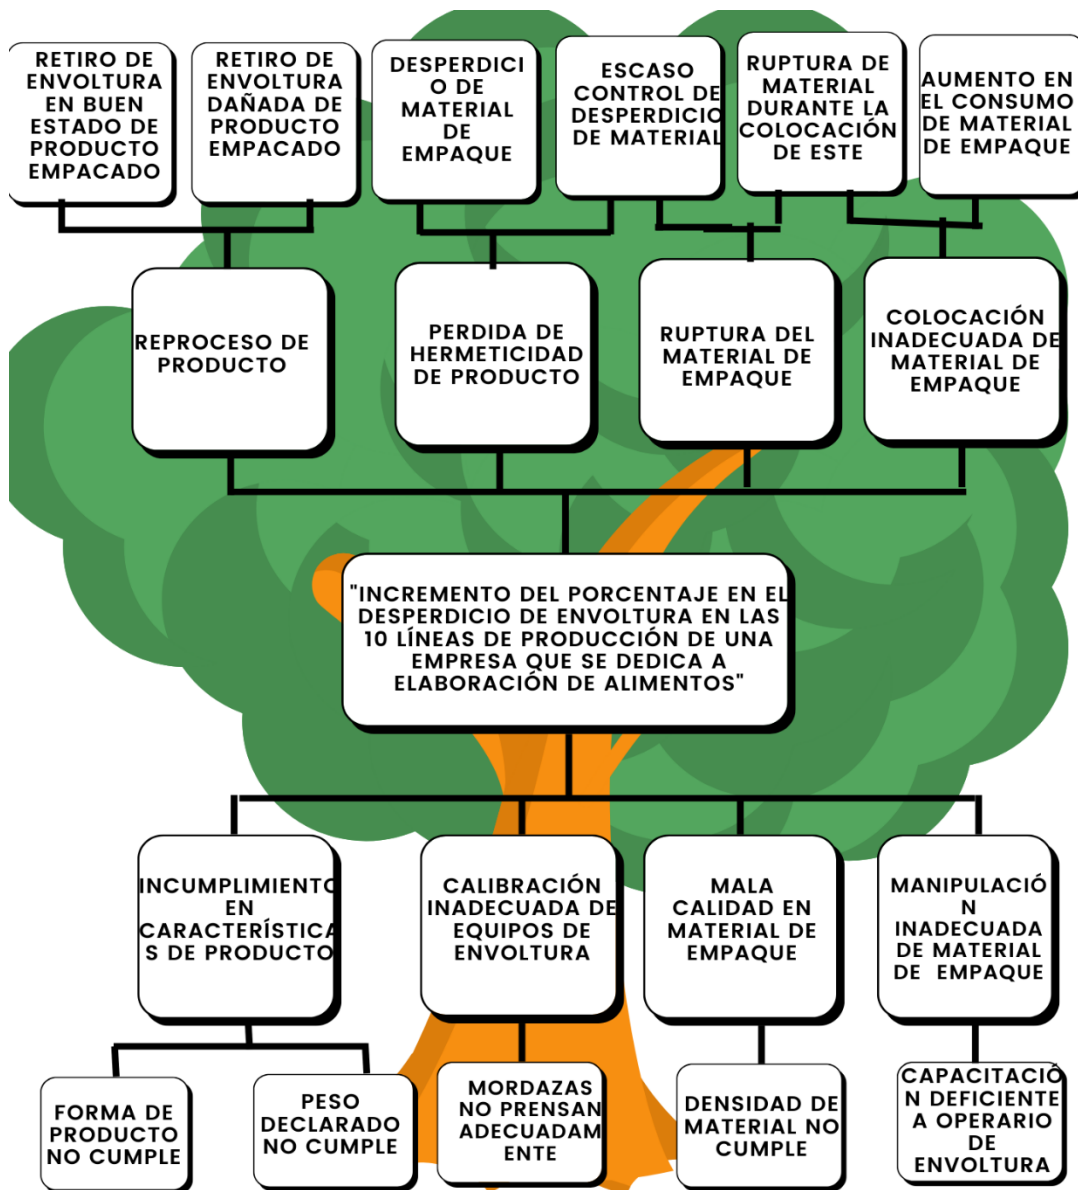 RETIRO DE
ENVOLTURA
EN BUEN
ESTADO DE
PRODUCTO
EMPACADO
RETIRO DE
ENVOLTURA
DAÑADA DE
PRODUCTO
EMPACADO
DESPERDICI
O DE
MATERIAL
DE
EMPAQUE
ESCASO
CONTROL DE
DESPERDICIO
DE MATERIAL
RUPTURA DE
MATERIAL
DURANTE LA
COLOCACIÓN
DE ESTE
AUMENTO EN
EL CONSUMO
DE MATERIAL
DE EMPAQUE
REPROCESO DE
PRODUCTO
PERDIDA DE
HERMETICIDAD
DE PRODUCTO
RUPTURA DEL
MATERIAL DE
EMPAQUE
COLOCACIÓN
INADECUADA DE
MATERIAL DE
EMPAQUE
"INCREMENTO DEL PORCENTAJE EN EL
DESPERDICIO DE ENVOLTURA EN LAS
10 LÍNEAS DE PRODUCCIÓN DE UNA
EMPRESA QUE SE DEDICA A
ELABORACIÓN DE ALIMENTOS"
INCUMPLIMIENTO
EN
CARACTERÍSTICA
S DE PRODUCTO
CALIBRACIÓN
INADECUADA DE
EQUIPOS DE
ENVOLTURA
MALA
CALIDAD EN
MATERIAL DE
EMPAQUE
MANIPULACIÓ
N
INADECUADA
DE MATERIAL
DE EMPAQUE
FORMA DE
PRODUCTO
NO CUMPLE
PESO
DECLARADO
NO CUMPLE
MORDAZAS
NO PRENSAN
ADECUADAM
ENTE
DENSIDAD DE
MATERIAL NO
CUMPLE
CAPACITACIÓ
N DEFICIENTE
A OPERARIO
DE
ENVOLTURA